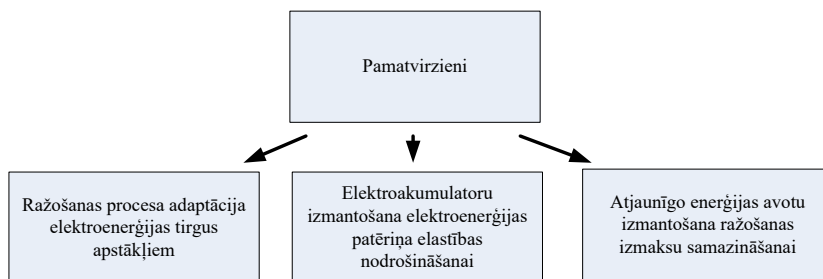 Pamatvirzieni
Ražošanas procesa adaptācija
elektroenerģijas tirgus
apstākļiem
Elektroakumulatoru
izmantošana elektroenerģijas
patēriņa elastības
nodrošināšanai
Atjaunīgo enerģijas avotu
izmantošana ražošanas
izmaksu samazināšanai